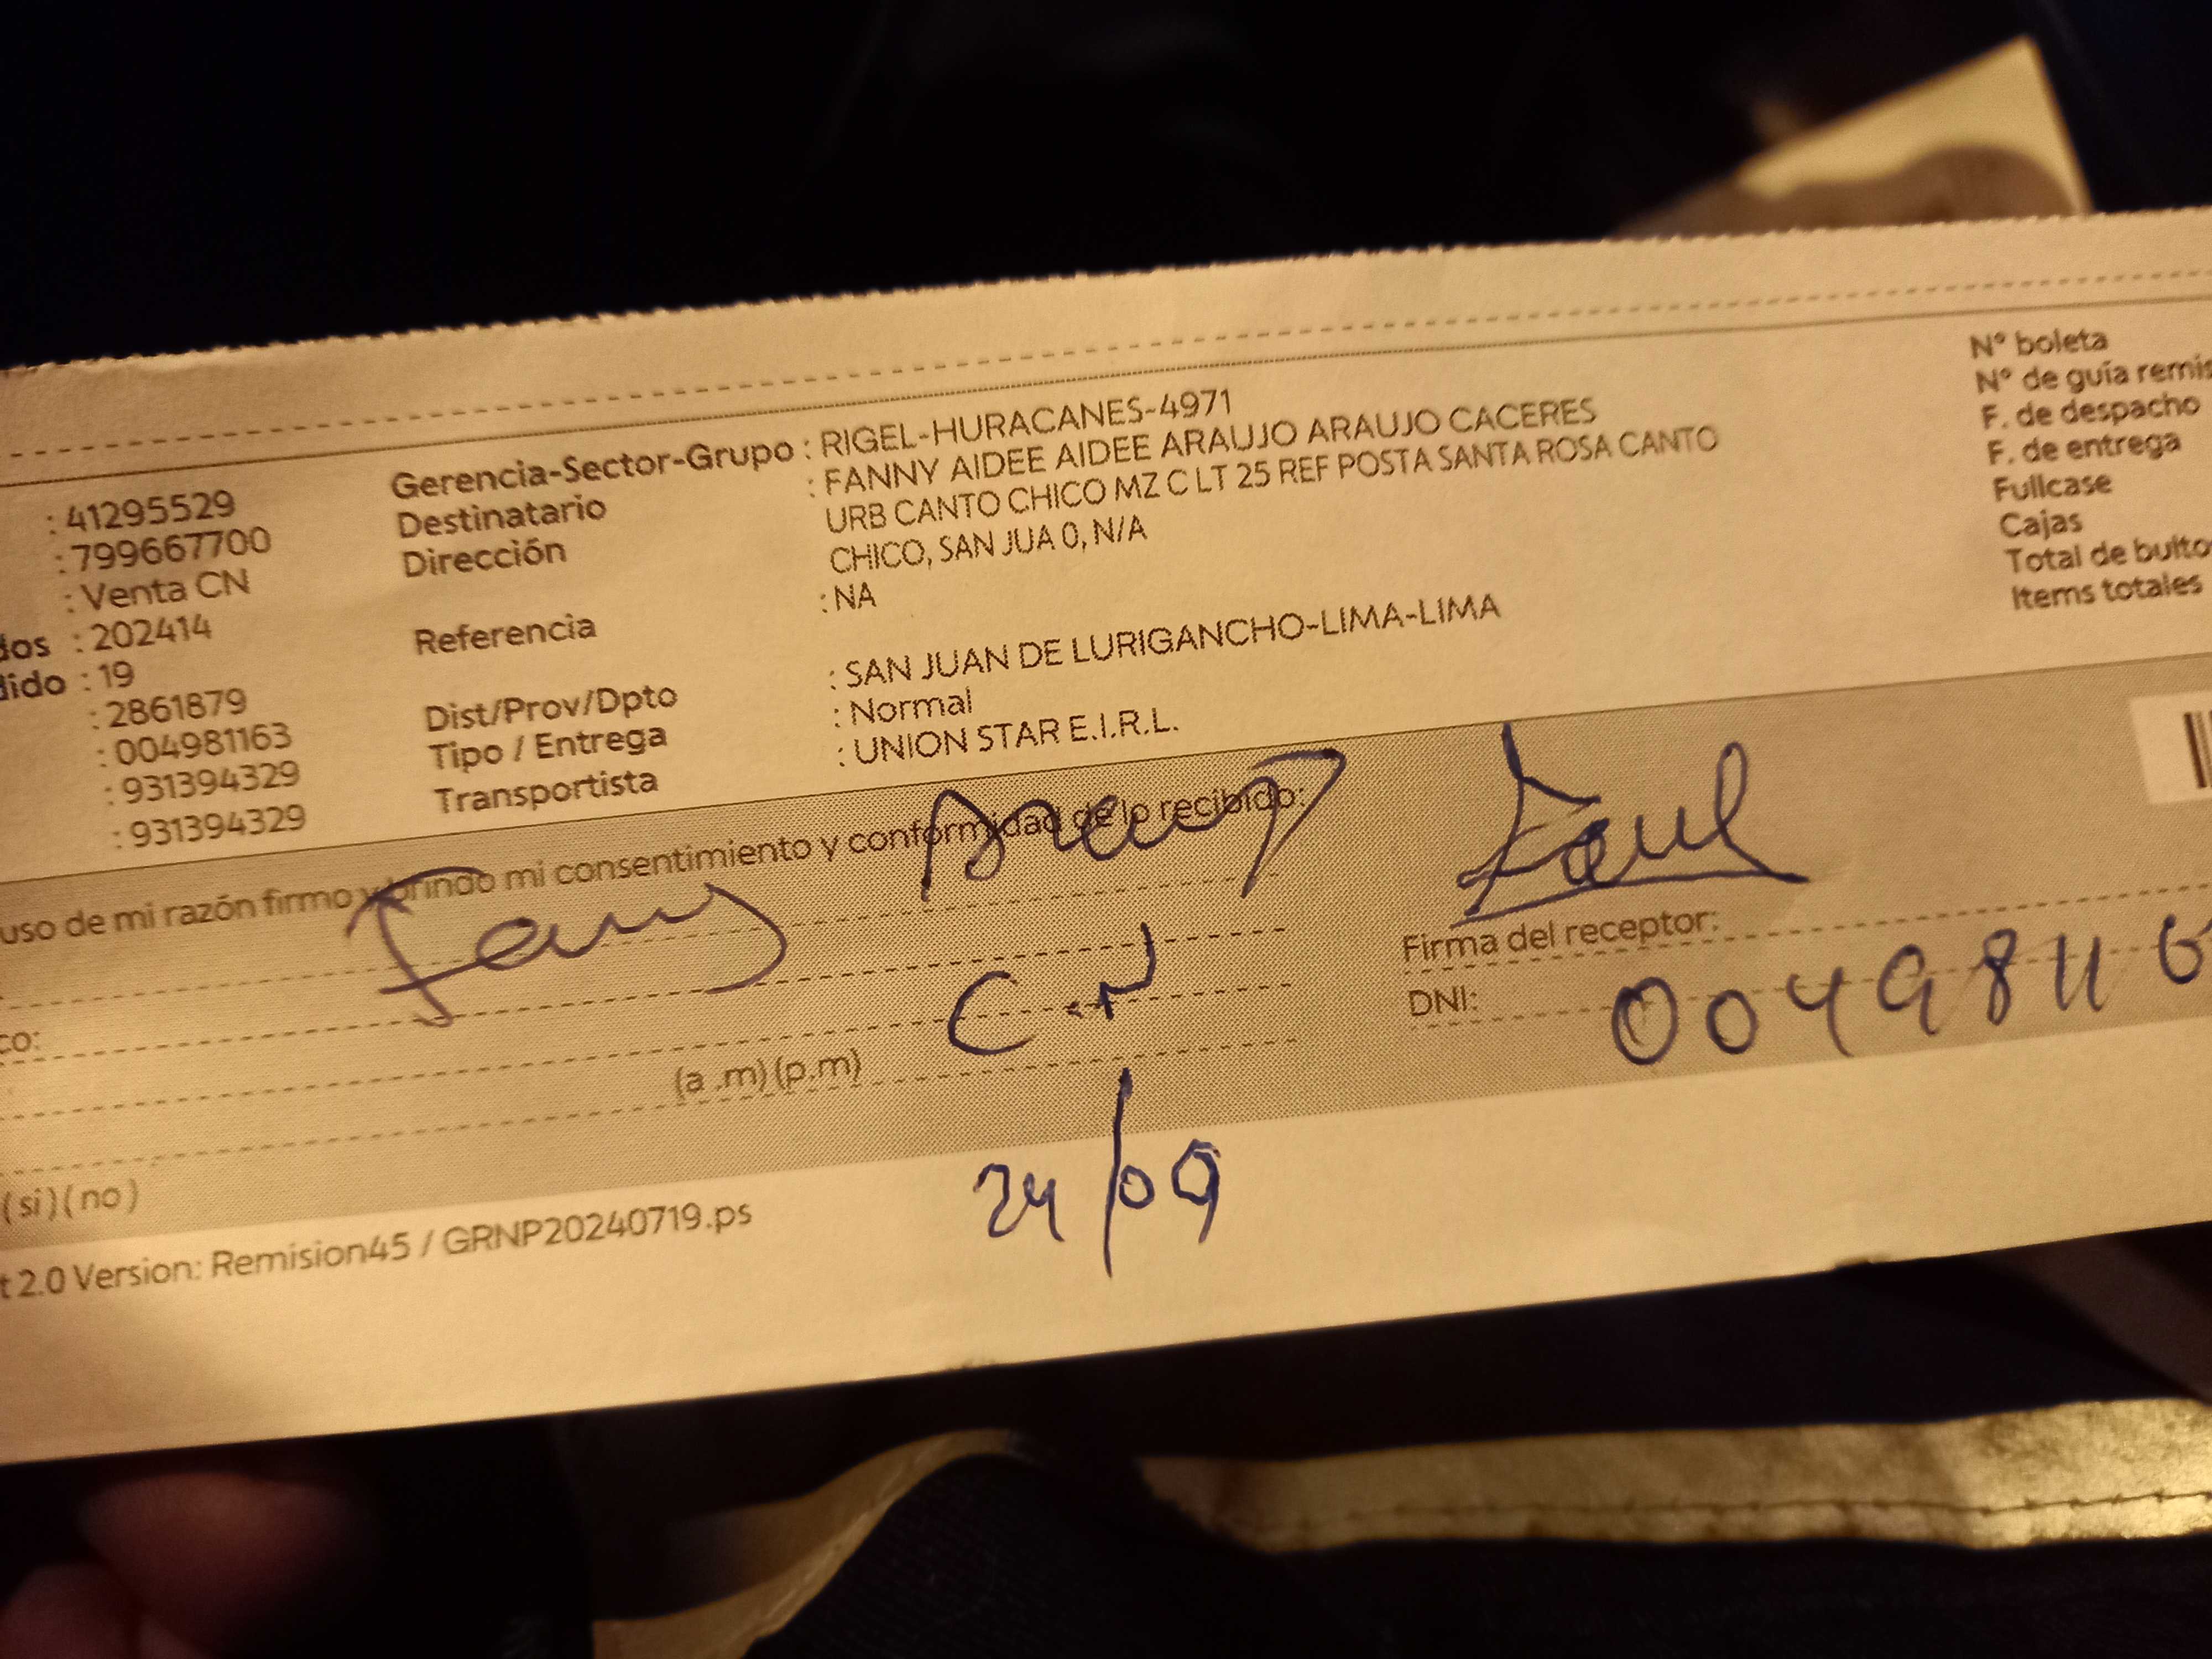 : 41295529 Gerencia-Sector-Grupo : RIGEL-HURACANES-4971 N° boleta
: 799667700 Destinatario : FANNY AIDEE AIDEE ARAUJO ARAUJO CACERES N° de guía remis
: Venta CN Dirección URB CANTO CHICO MZ C LT 25 REF POSTA SANTA ROSA CANTO F. de despacho
CHICO, SAN JUA 0, N/A F. de entrega
dos : 202414 Referencia : NA Fullcase
dido : 19 Cajas
: 2861879 Dist/Prov/Dpto : SAN JUAN DE LURIGANCHO-LIMA-LIMA Total de bulto
: 004981163 Tipo / Entrega : Normal Items totales
: 931394329 Transportista : UNION STAR E.I.R.L.
: 931394329
uso de mi razón firmo y brindo mi consentimiento y conformidad de lo recibido:
Fany Araujo
Firma del receptor:
co: C.N DNI: 00498116
(a .m) (p.m)
24/09
(si) (no)
t 2.0 Version: Remision45 / GRNP20240719.ps